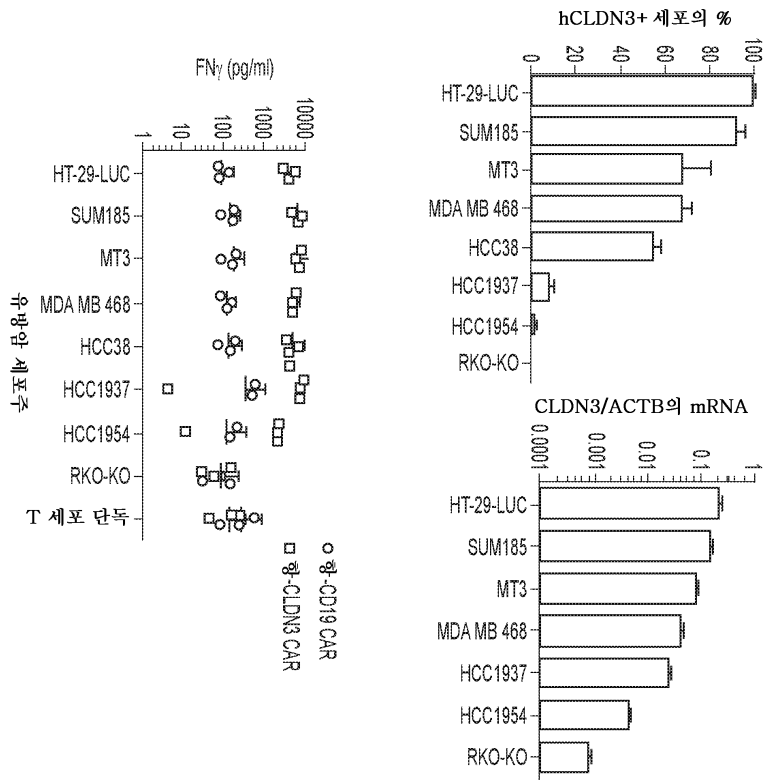 hCLDN3+ 세포의 %
0 20 40 60 80 100
HT-29-LUC
SUM185
MT3
MDA MB 468
HCC38
HCC1937
HCC1954
RKO-KO
CLDN3/ACTB의 mRNA
0.0001 0.001 0.01 0.1 1
HT-29-LUC
SUM185
MT3
MDA MB 468
HCC1937
HCC1954
RKO-KO
FNγ (pg/ml)
1 10 100 1000 10000
HT-29-LUC
SUM185
MT3
MDA MB 468
HCC38
HCC1937
HCC1954
RKO-KO
T 세포 단독
유방암 세포주
항-CD19 CAR
항-CLDN3 CAR